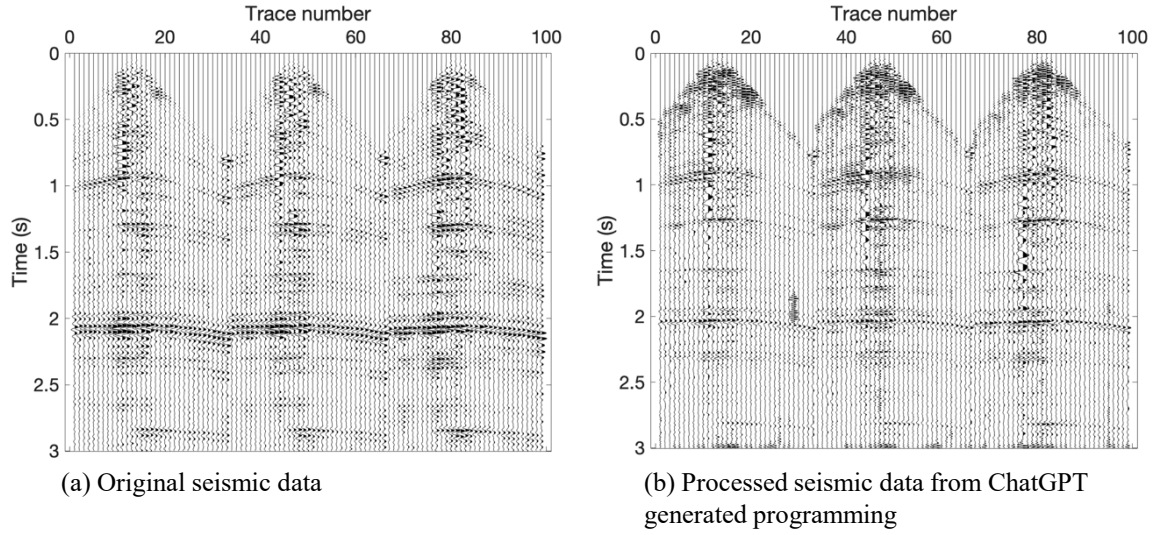 Trace number
0 20 40 60 80 100
0
0.5
1
1.5
2
2.5
3
Time (s)
(a) Original seismic data
Trace number
0 20 40 60 80 100
0
0.5
1
1.5
2
2.5
3
Time (s)
(b) Processed seismic data from ChatGPT
generated programming